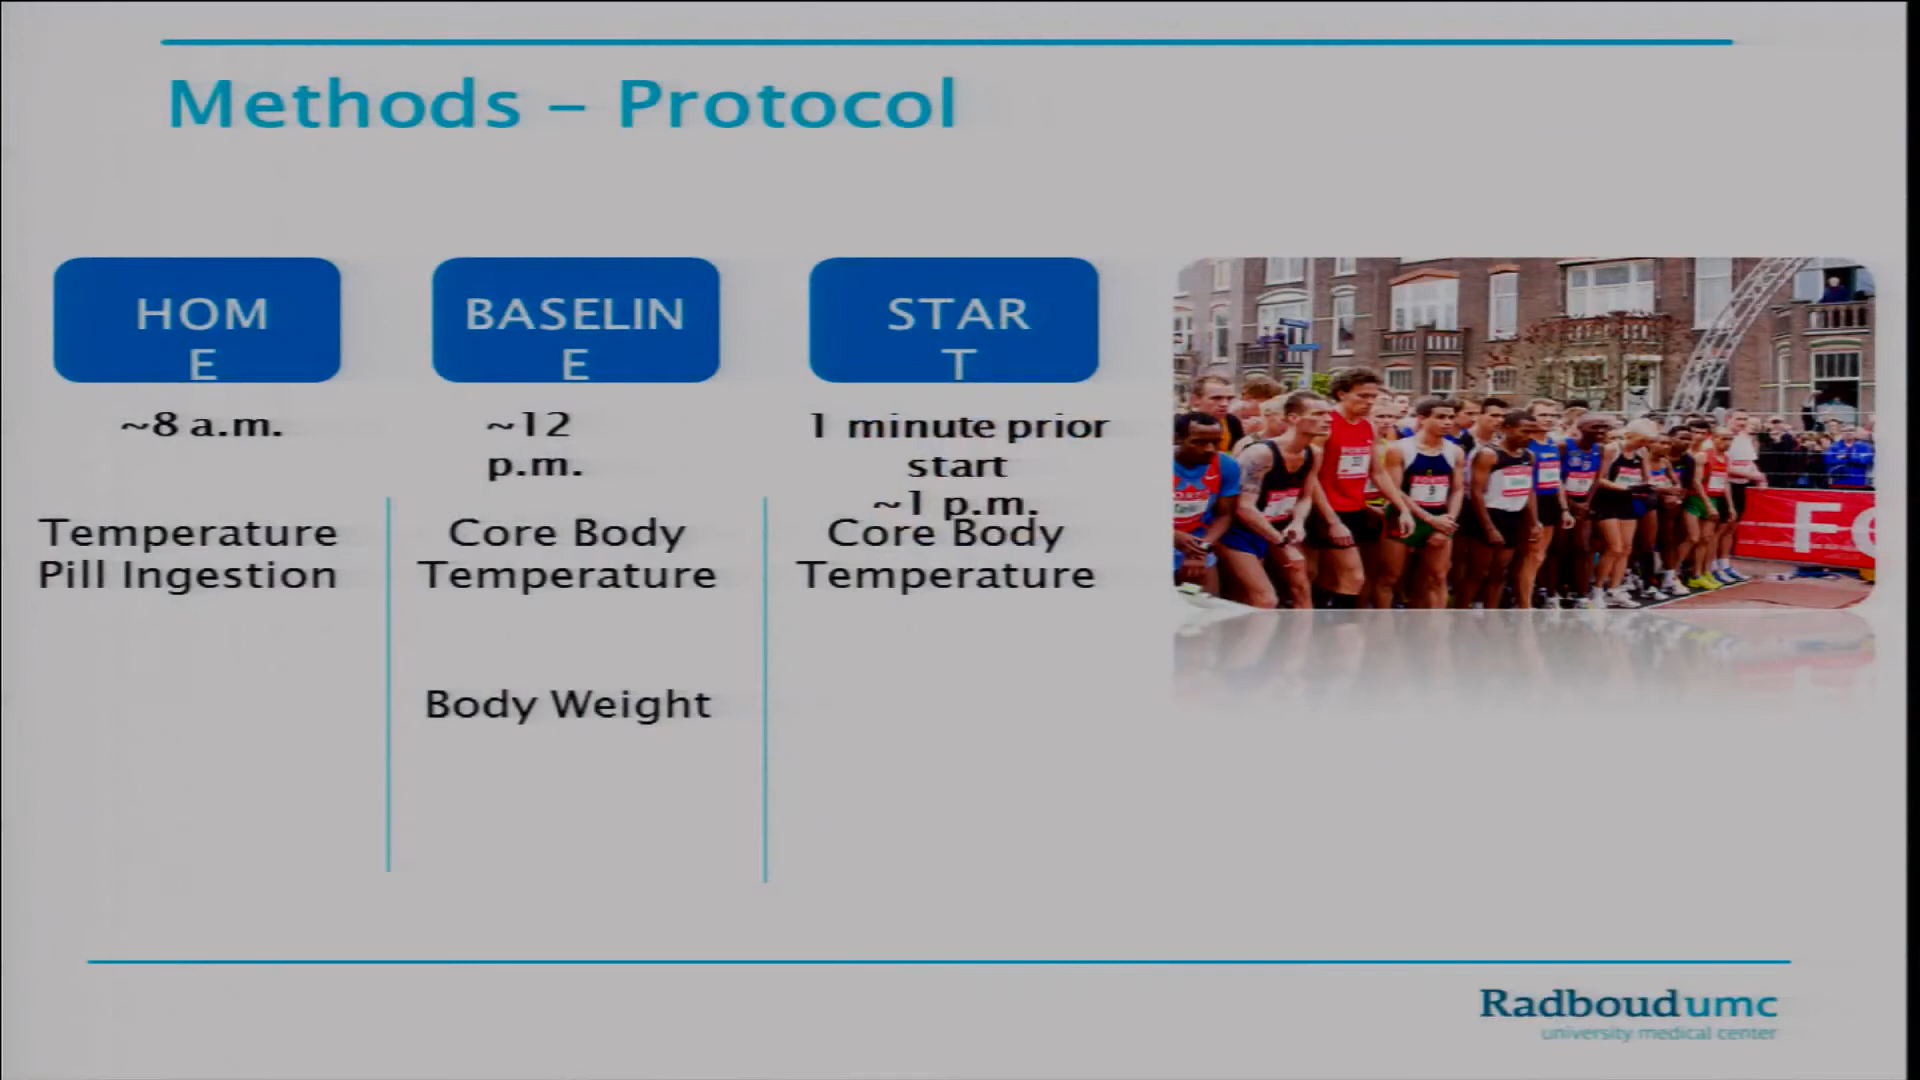 Methods – Protocol
HOM
E
~8 a.m.
Temperature
Pill Ingestion
BASELIN
E
~12
p.m.
Core Body
Temperature
Body Weight
STAR
T
1 minute prior
start
~1 p.m.
Core Body
Temperature
9
Radboudumc
university medical center